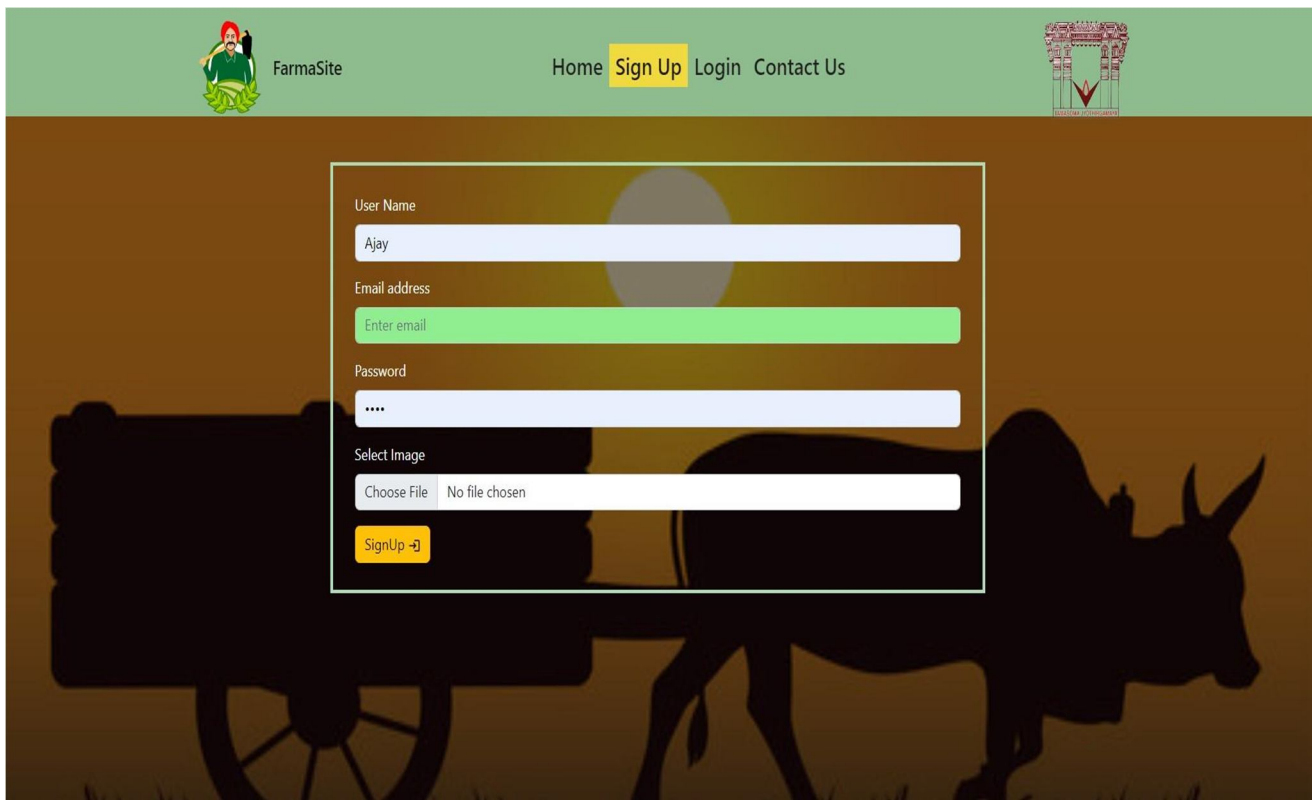 FarmaSite
Home Sign Up Login Contact Us
User Name
Ajay
Email address
Enter email
Password
••••
Select Image
Choose File No file chosen
SignUp